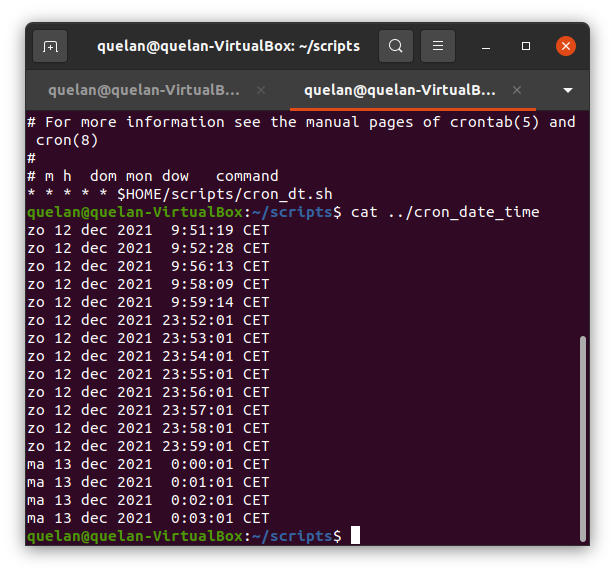 quelan@quelan-VirtualBox: ~/scripts
quelan@quelan-VirtualB...
quelan@quelan-VirtualB...
# For more information see the manual pages of crontab(5) and
 cron(8)
#
# m h  dom mon dow   command
* * * * * $HOME/scripts/cron_dt.sh
quelan@quelan-VirtualBox:~/scripts$ cat ../cron_date_time
zo 12 dec 2021  9:51:19 CET
zo 12 dec 2021  9:52:28 CET
zo 12 dec 2021  9:56:13 CET
zo 12 dec 2021  9:58:09 CET
zo 12 dec 2021  9:59:14 CET
zo 12 dec 2021 23:52:01 CET
zo 12 dec 2021 23:53:01 CET
zo 12 dec 2021 23:54:01 CET
zo 12 dec 2021 23:55:01 CET
zo 12 dec 2021 23:56:01 CET
zo 12 dec 2021 23:57:01 CET
zo 12 dec 2021 23:58:01 CET
zo 12 dec 2021 23:59:01 CET
ma 13 dec 2021  0:00:01 CET
ma 13 dec 2021  0:01:01 CET
ma 13 dec 2021  0:02:01 CET
ma 13 dec 2021  0:03:01 CET
quelan@quelan-VirtualBox:~/scripts$